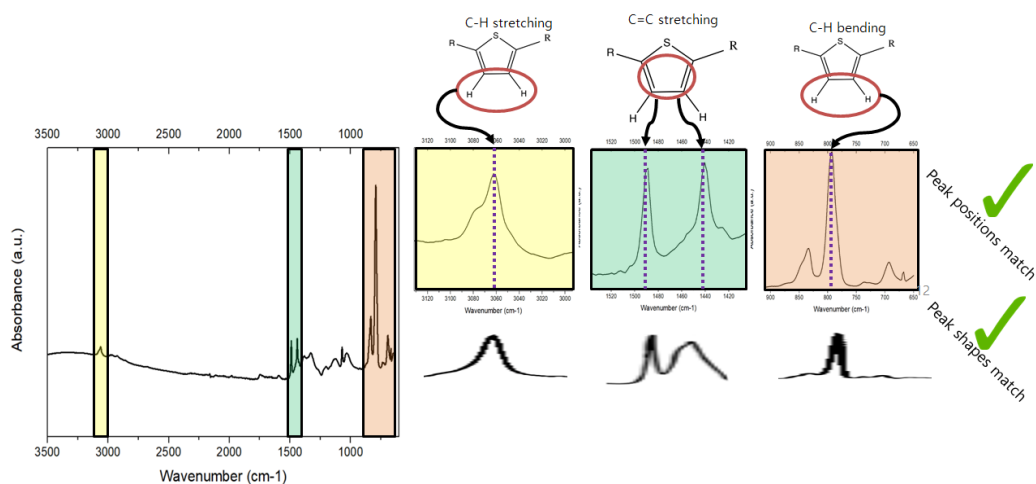 C-H stretching
C=C stretching
C-H bending
S
R
R
H
H
S
R
R
H
H
S
R
R
H
H
3500 3000 2500 2000 1500 1000
3120 3100 3080 3060 3040 3020 3000
1520 1500 1480 1460 1440 1420
900 850 800 750 700 650
Absorbance (a.u.)
3500 3000 2500 2000 1500 1000
Wavenumber (cm-1)
3120 3100 3080 3060 3040 3020 3000
Wavenumber (cm-1)
1520 1500 1480 1460 1440 1420
Wavenumber (cm-1)
900 850 800 750 700 650
Wavenumber (cm-1)
12
Peak positions match
Peak shapes match